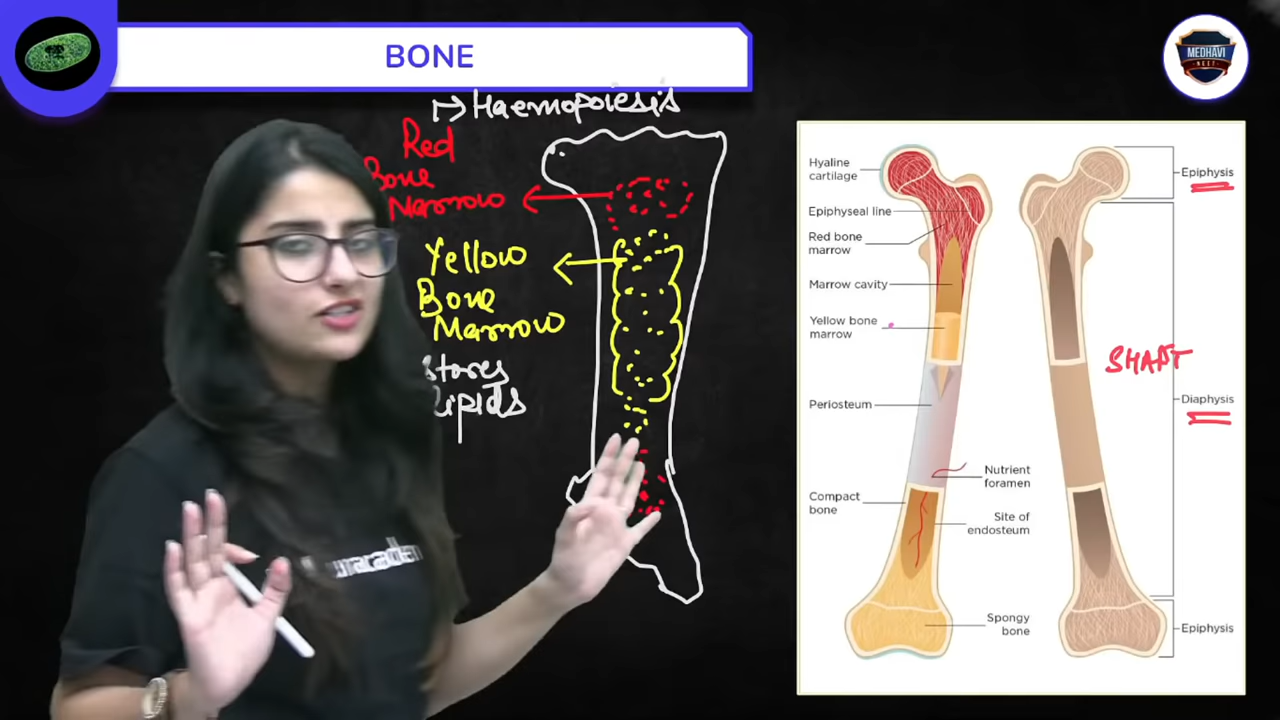 BONE
MEDHAVI
NEET
↦ Haemopoiesis
Red
Bone
Marrow
Yellow
Bone
Marrow
stores
Lipids
Hyaline
cartilage
Epiphyseal line
Red bone
marrow
Marrow cavity
Yellow bone
marrow
Periosteum
Compact
bone
Nutrient
foramen
Site of
endosteum
Spongy
bone
Epiphysis
SHAFT
Diaphysis
Epiphysis